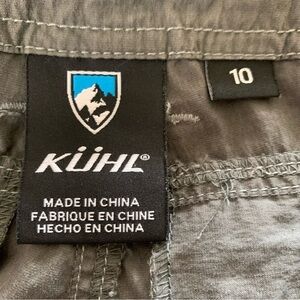 KÜHL®
MADE IN CHINA
FABRIQUE EN CHINE
HECHO EN CHINA
10